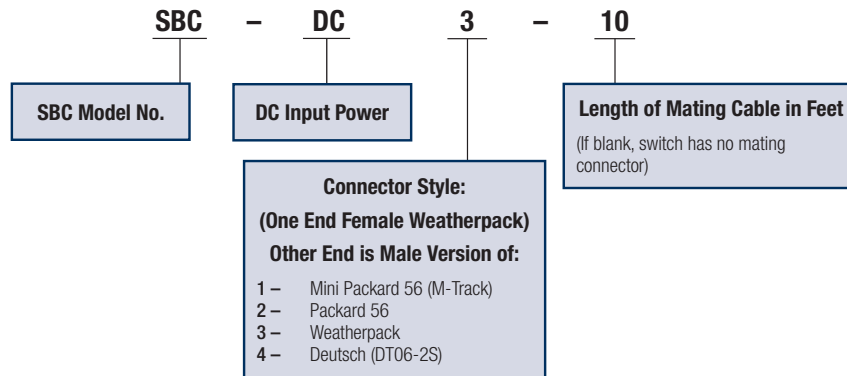 SBC – DC 3 – 10
SBC Model No.
DC Input Power
Length of Mating Cable in Feet
(If blank, switch has no mating
connector)
Connector Style:
(One End Female Weatherpack)
Other End is Male Version of:
1 – Mini Packard 56 (M-Track)
2 – Packard 56
3 – Weatherpack
4 – Deutsch (DT06-2S)